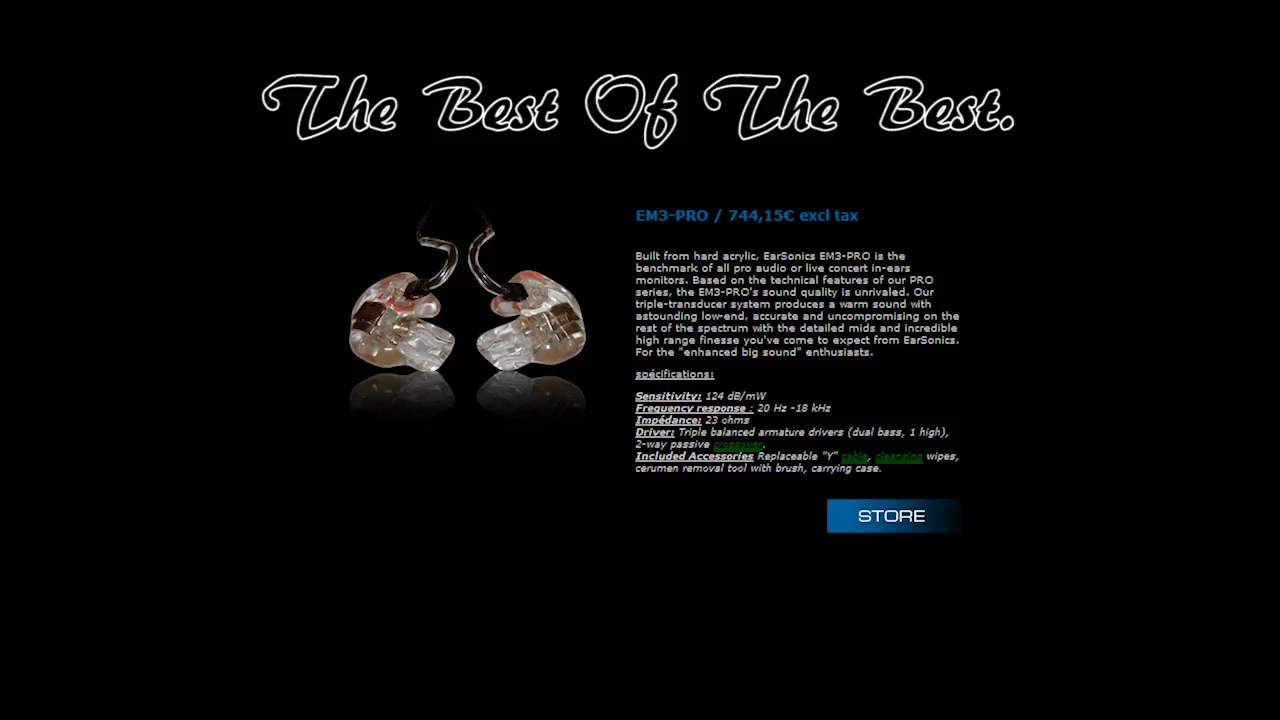 The Best Of The Best.
EM3-PRO / 744,15€ excl tax
Built from hard acrylic, EarSonics EM3-PRO is the
benchmark of all pro audio or live concert in-ears
monitors. Based on the technical features of our PRO
series, the EM3-PRO's sound quality is unrivaled. Our
triple-transducer system produces a warm sound with
astounding low-end, accurate and uncompromising on the
rest of the spectrum with the detailed mids and incredible
high range finesse you've come to expect from EarSonics.
For the "enhanced big sound" enthusiasts.
spécifications:
Sensitivity: 124 dB/mW
Frequency response : 20 Hz -18 kHz
Impédance: 23 ohms
Driver: Triple balanced armature drivers (dual bass, 1 high),
2-way passive crossover.
Included Accessories Replaceable "Y" cable, cleansing wipes,
cerumen removal tool with brush, carrying case.
STORE